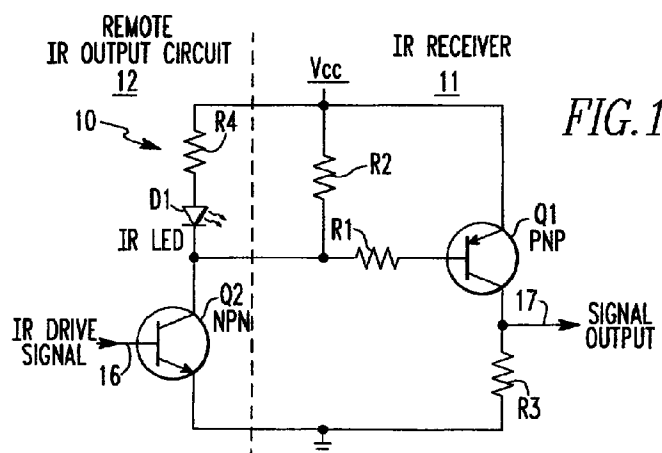 REMOTE
IR OUTPUT CIRCUIT
12
IR RECEIVER
11
Vcc
FIG.1
10
R4
R2
D1
IR LED
R1
Q1
PNP
Q2
NPN
IR DRIVE
SIGNAL
16
17
SIGNAL
OUTPUT
R3